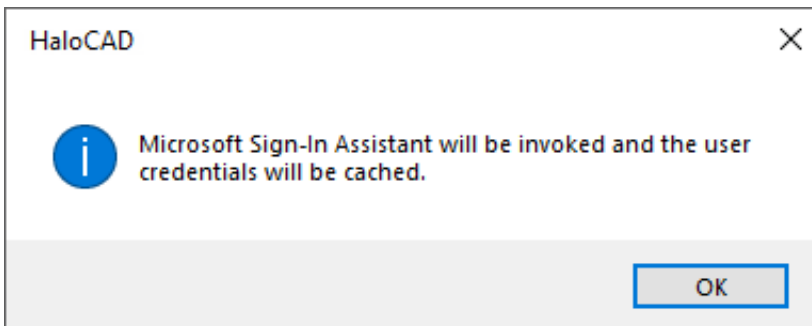 HaloCAD
Microsoft Sign-In Assistant will be invoked and the user
credentials will be cached.
OK